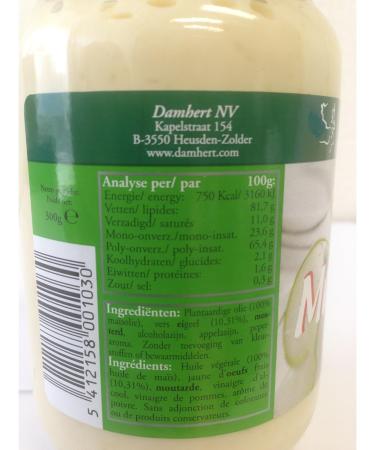 Damhert NV
Kapelstraat 154
B-3550 Heusden-Zolder
www.damhert.com
Analyse per/ par 100g:
Energie/ energy: 750 Kcal/ 3160 kJ
Vetten/ lipides: 81,7 g
Verzadigd/ saturés 11,0 g
Mono-onverz./mono-insat. 23,6 g
Poly-onverz./ poly-insat. 65,4 g
Koolhydraten/ glucides: 2,1 g
Eiwitten/ protéines: 1,6 g
Zout/ sel: 0,3 g
300g e
Ingrediënten: Plantaardige olie (100%
maïsolie), vers eigeel (10,31%), mos-
terd, alcoholazijn, appelazijn, peper-
aroma. Zonder toevoeging van kleur-
stoffen of bewaarmiddelen.
Ingrédients: Huile végétale (100%
huile de maïs), jaune d'oeufs frais
(10,31%), moutarde, vinaigre d'al-
cool, vinaigre de pommes, arôme de
poivre. Sans adjonction de colorants
ou de produits conservateurs.
5 412158 001030